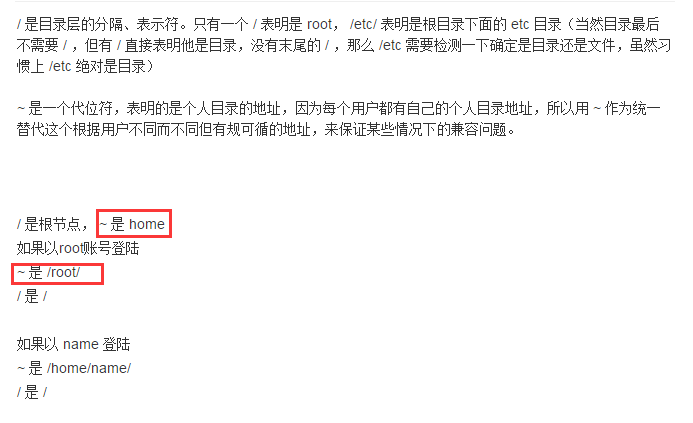 / 是目录层的分隔、表示符。只有一个 / 表明是 root， /etc/ 表明是根目录下面的 etc 目录（当然目录最后
不需要 / ，但有 / 直接表明他是目录，没有末尾的 / ，那么 /etc 需要检测一下确定是目录还是文件，虽然习
惯上 /etc 绝对是目录）
~ 是一个代位符，表明的是个人目录的地址，因为每个用户都有自己的个人目录地址，所以用 ~ 作为统一
替代这个根据用户不同而不同但有规可循的地址，来保证某些情况下的兼容问题。
/ 是根节点， ~ 是 home
如果以root账号登陆
~ 是 /root/
/ 是 /
如果以 name 登陆
~ 是 /home/name/
/ 是 /